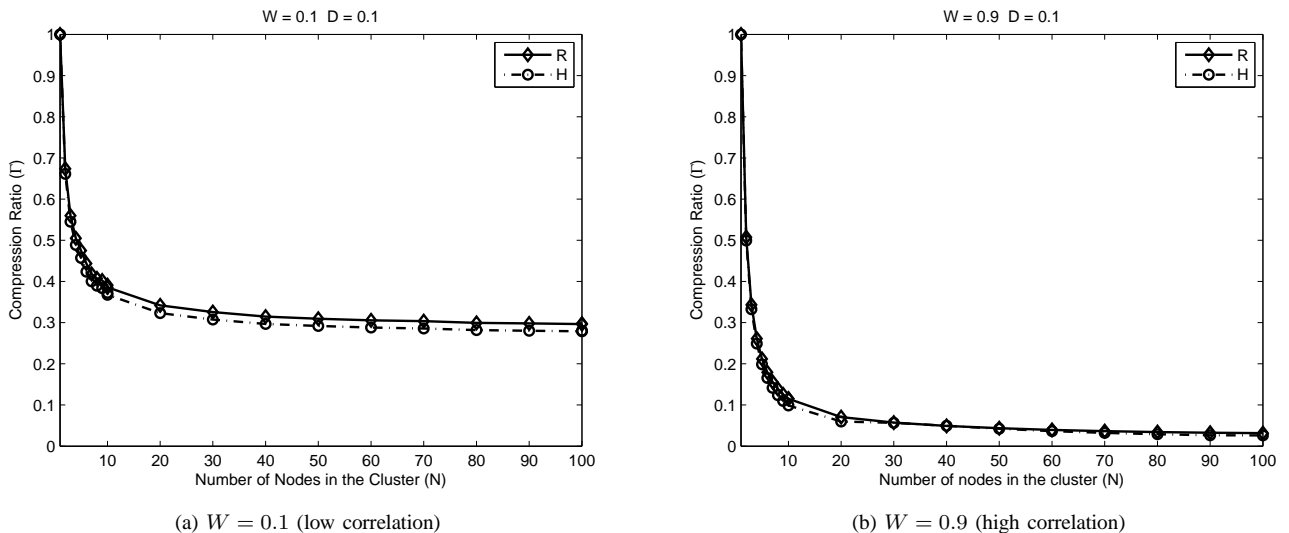 W = 0.1 D = 0.1
1
0.9
0.8
0.7
0.6
0.5
0.4
0.3
0.2
0.1
0
Compression Ratio (Γ)
R
H
10 20 30 40 50 60 70 80 90 100
Number of Nodes in the Cluster (N)
(a) W = 0.1 (low correlation)
W = 0.9 D = 0.1
1
0.9
0.8
0.7
0.6
0.5
0.4
0.3
0.2
0.1
0
Compression Ratio (Γ)
R
H
10 20 30 40 50 60 70 80 90 100
Number of nodes in the cluster (N)
(b) W = 0.9 (high correlation)